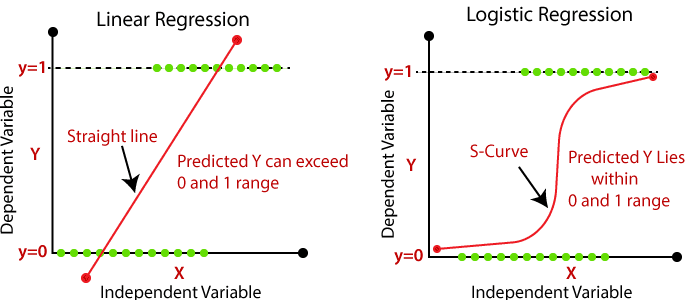 Linear Regression
y=1
Dependent Variable
Y
Straight line
Predicted Y can exceed
0 and 1 range
y=0
X
Independent Variable
Logistic Regression
y=1
Dependent Variable
Y
S-Curve
Predicted Y Lies
within
0 and 1 range
y=0
X
Independent Variable